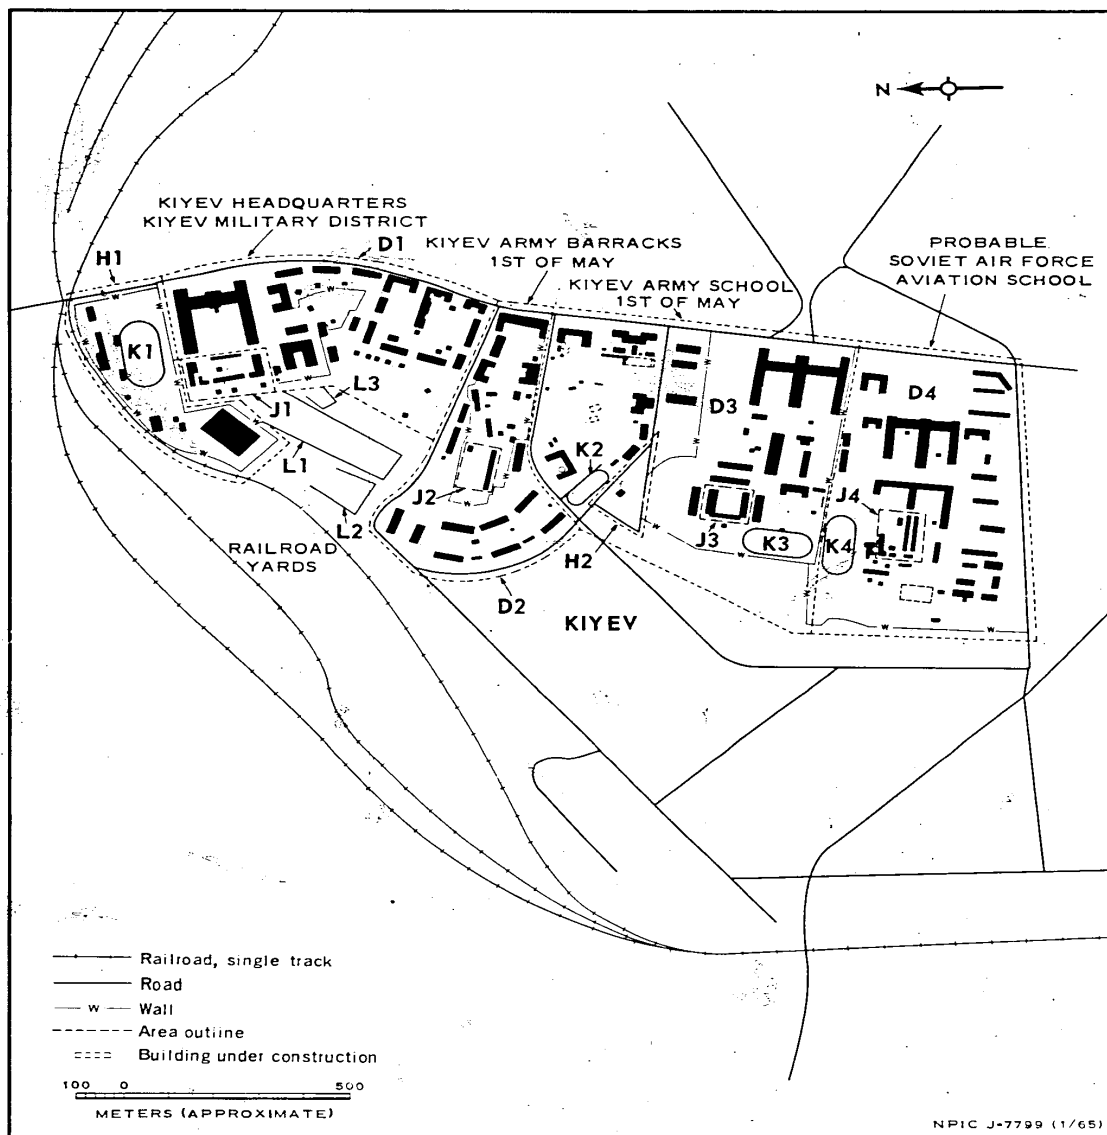 N
KIYEV HEADQUARTERS
KIYEV MILITARY DISTRICT
D1
KIYEV ARMY BARRACKS
1ST OF MAY
KIYEV ARMY SCHOOL
1ST OF MAY
PROBABLE
SOVIET AIR FORCE
AVIATION SCHOOL
H1
W
K1
W
W
W
W
J1
L1
L2
L3
W
J2
W
K2
H2
D2
W
W
W
D3
J3
K3
W
W
K4
J4
D4
W
W
W
RAILROAD
YARDS
KIYEV
Railroad, single track
Road
W Wall
Area outline
Building under construction
100 0 500
METERS (APPROXIMATE)
NPIC J-7799 (1/65)